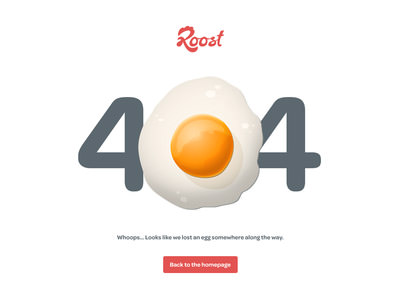 Roost
4 4
Whoops... Looks like we lost an egg somewhere along the way.
Back to the homepage